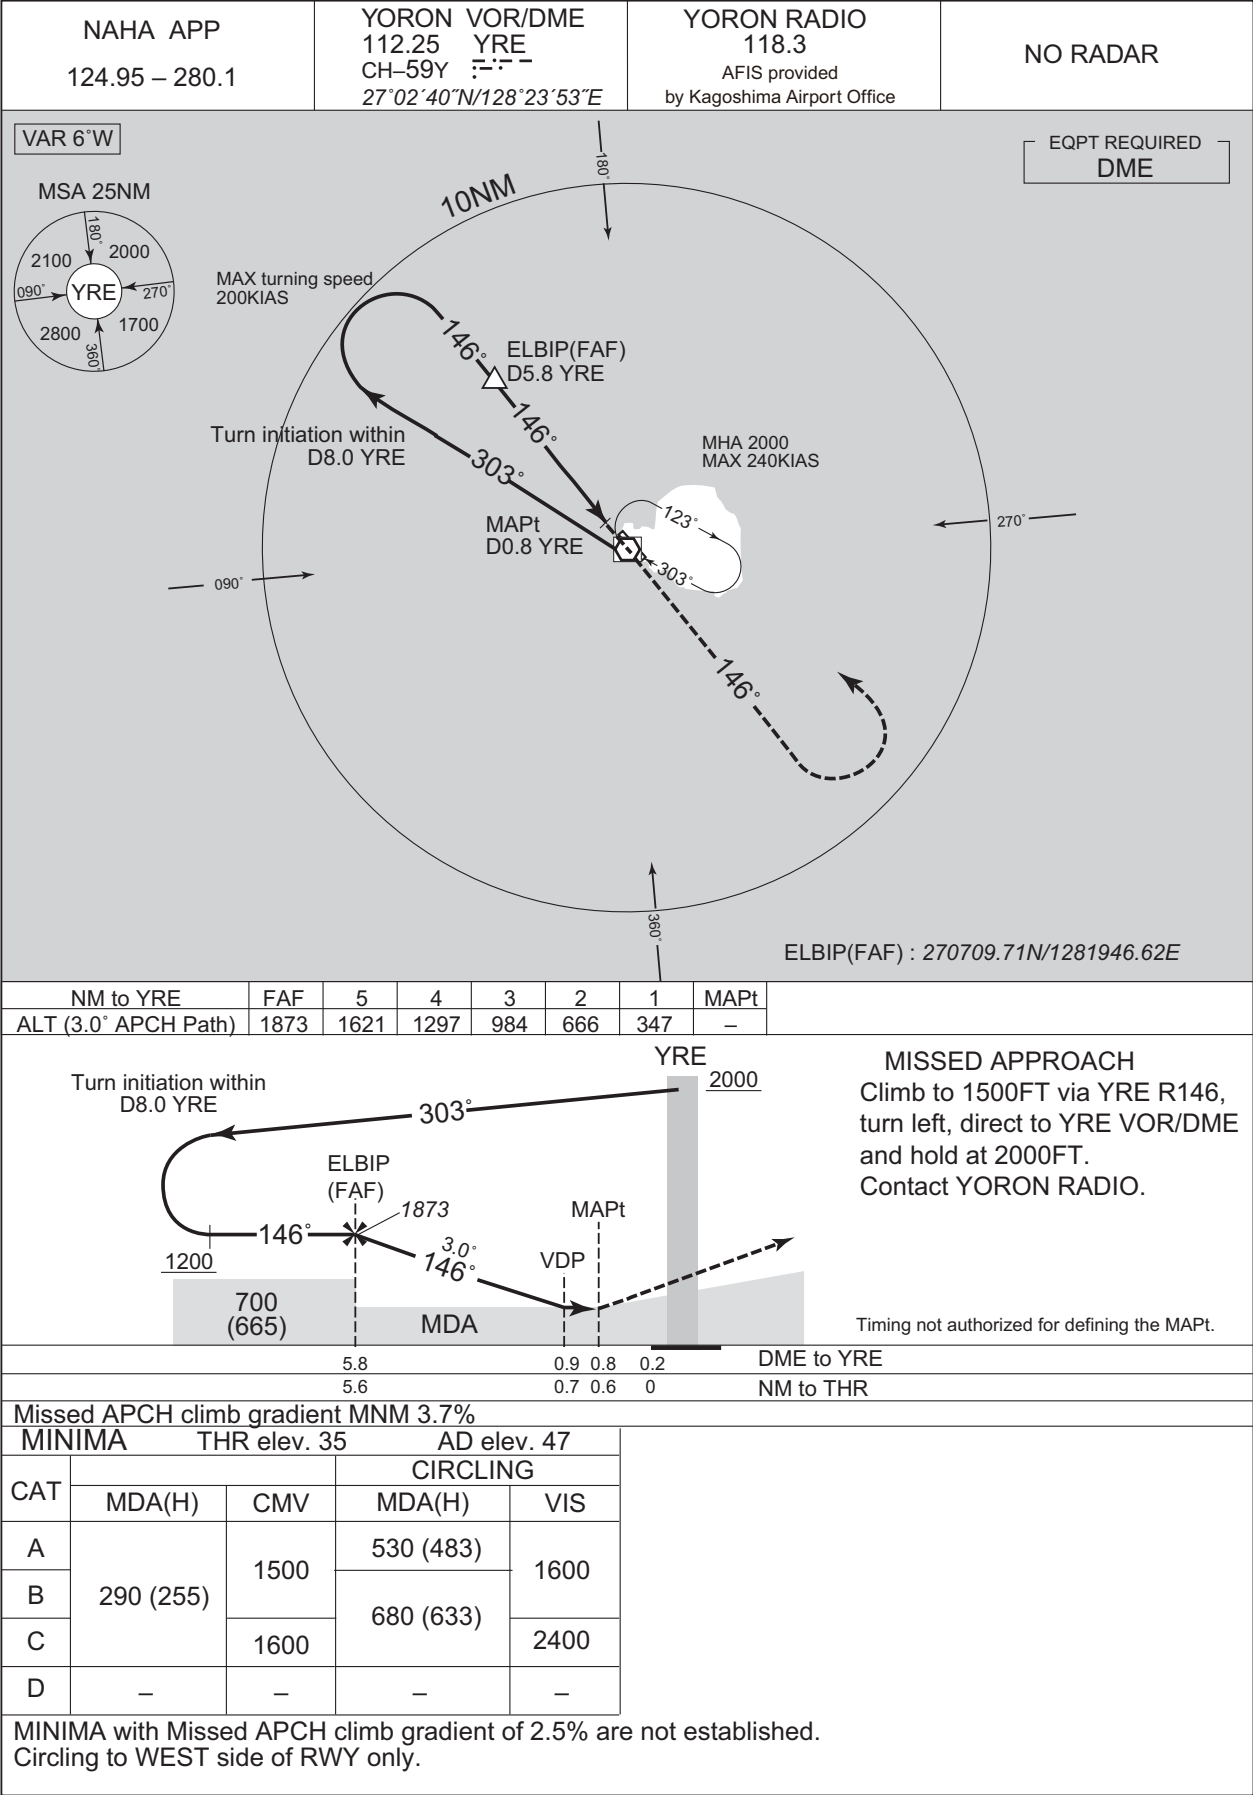 NAHA APP
124.95 – 280.1
YORON VOR/DME
112.25 YRE
CH–59Y
27°02´40˝N/128°23´53˝E
YORON RADIO
118.3
AFIS provided
by Kagoshima Airport Office
NO RADAR
VAR 6°W
EQPT REQUIRED
DME
MSA 25NM
180°
2100
2000
090°
YRE
270°
2800
1700
360°
180°
10NM
MAX turning speed
200KIAS
146°
ELBIP(FAF)
D5.8 YRE
146°
Turn initiation within
D8.0 YRE
303°
MHA 2000
MAX 240KIAS
MAPt
D0.8 YRE
123°
303°
270°
090°
146°
360°
ELBIP(FAF) : 270709.71N/1281946.62E
NM to YRE FAF 5 4 3 2 1 MAPt
ALT (3.0° APCH Path) 1873 1621 1297 984 666 347 –
YRE
2000
Turn initiation within
D8.0 YRE
303°
ELBIP
(FAF)
1873
MAPt
146°
3.0°
146°
VDP
1200
700
(665)
MDA
MISSED APPROACH
Climb to 1500FT via YRE R146,
turn left, direct to YRE VOR/DME
and hold at 2000FT.
Contact YORON RADIO.
Timing not authorized for defining the MAPt.
5.8 0.9 0.8 0.2 DME to YRE
5.6 0.7 0.6 0 NM to THR
Missed APCH climb gradient MNM 3.7%
MINIMA THR elev. 35 AD elev. 47
CAT
CIRCLING
MDA(H) CMV MDA(H) VIS
A
530 (483)
1500
1600
B
290 (255)
680 (633)
C
1600
2400
D – – – –
MINIMA with Missed APCH climb gradient of 2.5% are not established.
Circling to WEST side of RWY only.